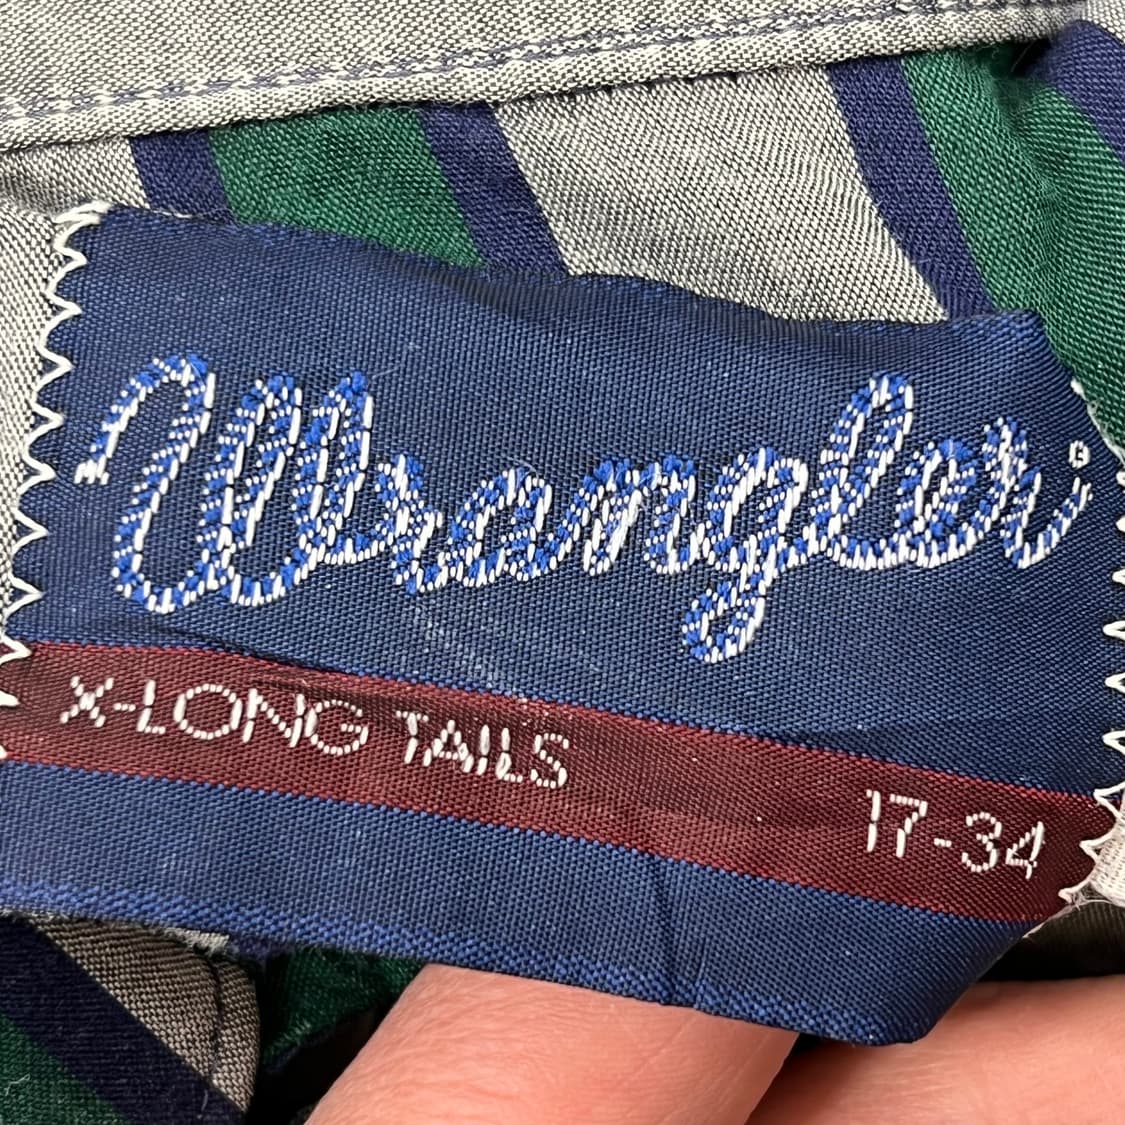 Wrangler®
X-LONG TAILS 17-34